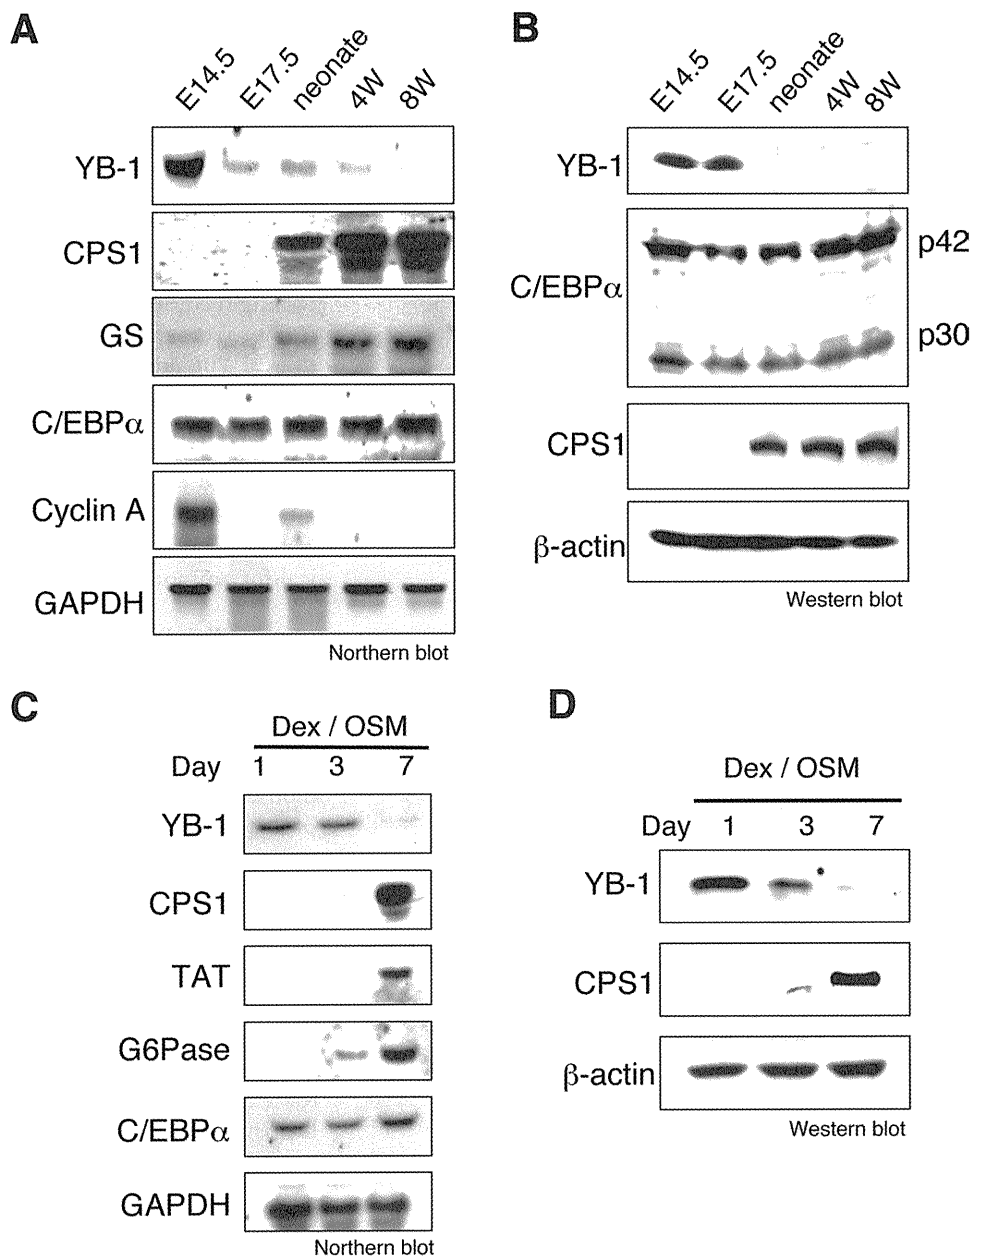 A
E14.5 E17.5 neonate 4W 8W
YB-1
CPS1
GS
C/EBPα
Cyclin A
GAPDH
Northern blot
B
E14.5 E17.5 neonate 4W 8W
YB-1
C/EBPα
p42
p30
CPS1
β-actin
Western blot
C
Dex / OSM
Day 1 3 7
YB-1
CPS1
TAT
G6Pase
C/EBPα
GAPDH
Northern blot
D
Dex / OSM
Day 1 3 7
YB-1
CPS1
β-actin
Western blot